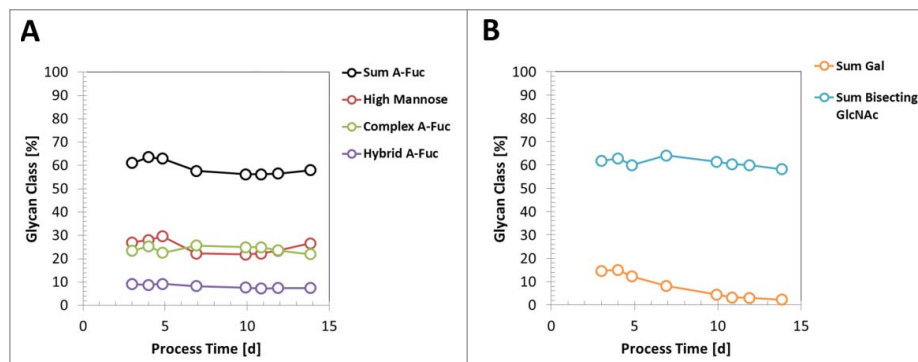 A
100
90
80
70
60
50
40
30
20
10
0
Glycan Class [%]
0
5
10
15
Process Time [d]
Sum A-Fuc
High Mannose
Complex A-Fuc
Hybrid A-Fuc
B
100
90
80
70
60
50
40
30
20
10
0
Glycan Class [%]
0
5
10
15
Process Time [d]
Sum Gal
Sum Bisecting
GlcNAc